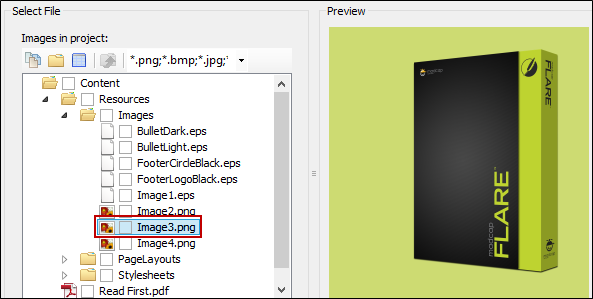 Select File
Images in project:
*.png;*.bmp;*.jpg;*
Content
Resources
Images
BulletDark.eps
BulletLight.eps
FooterCircleBlack.eps
FooterLogoBlack.eps
Image1.eps
Image2.png
Image3.png
Image4.png
PageLayouts
Stylesheets
Read First.pdf
Preview
FLARE
madcap
FLARE™